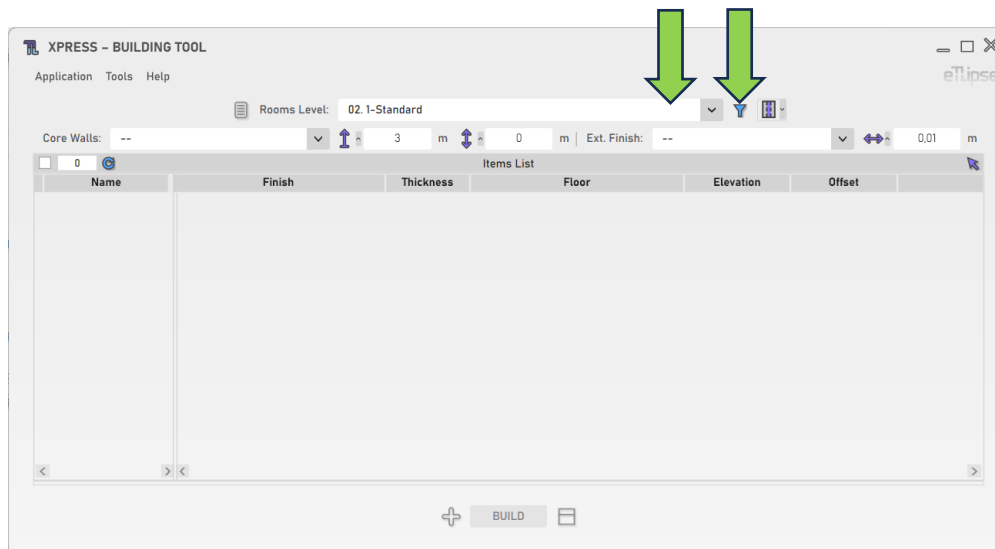 XPRESS – BUILDING TOOL
Application Tools Help
eTLipse
Rooms Level: 02. 1-Standard
Core Walls: -- 3 m 0 m | Ext. Finish: -- 0,01 m
0 Items List
Name Finish Thickness Floor Elevation Offset
BUILD